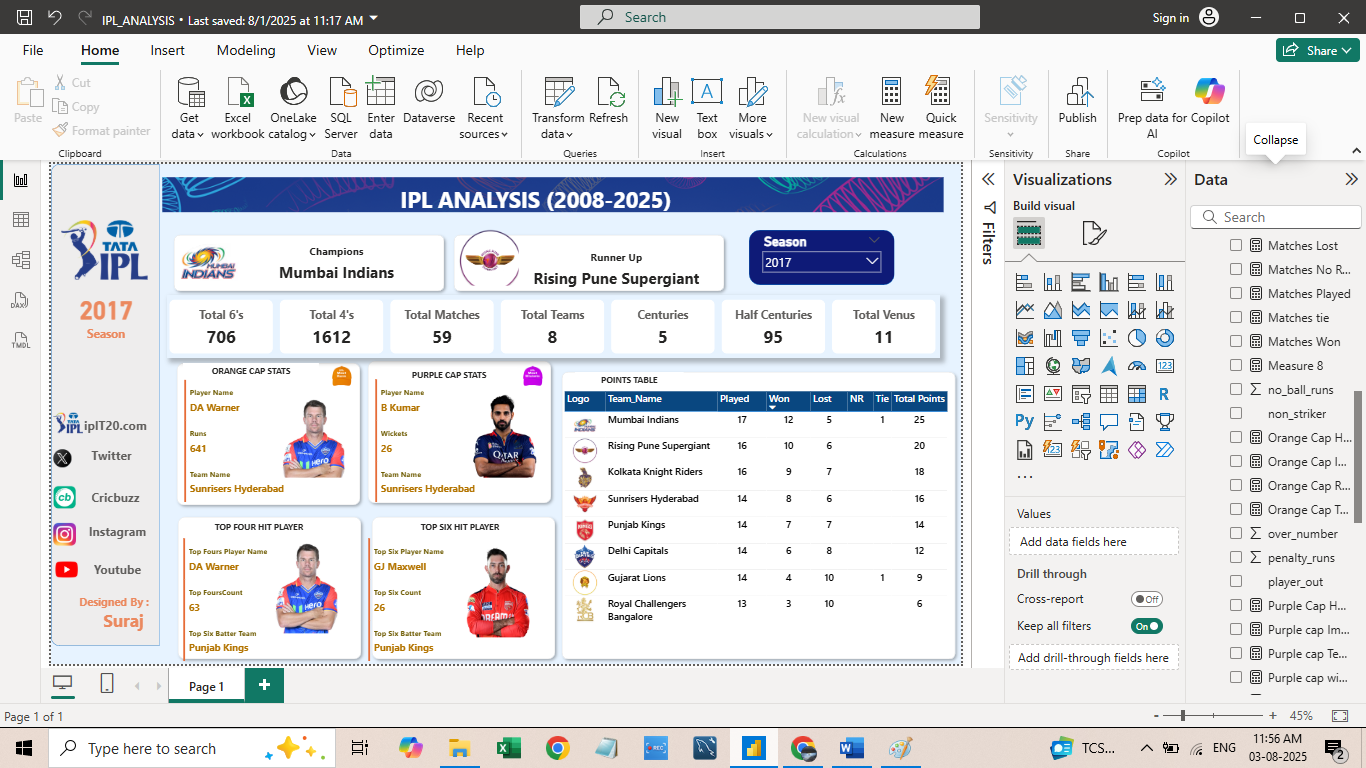 IPL_ANALYSIS • Last saved: 8/1/2025 at 11:17 AM
Search
Sign in
File Home Insert Modeling View Optimize Help
Share
Paste
Cut
Copy
Format painter
Clipboard
Get data
Excel workbook
OneLake catalog
SQL Server
Enter data
Dataverse
Recent sources
Data
Transform data
Refresh
Queries
New visual
Text box
More visuals
Insert
New visual calculation
New measure
Quick measure
Calculations
Sensitivity
Sensitivity
Publish
Share
Prep data for AI
Copilot
Copilot
Collapse
TATA
IPL
2017
Season
iplT20.com
Twitter
Cricbuzz
Instagram
Youtube
Designed By :
Suraj
IPL ANALYSIS (2008-2025)
MUMBAI INDIANS
Champions
Mumbai Indians
Runner Up
Rising Pune Supergiant
Season
2017
Total 6's
706
Total 4's
1612
Total Matches
59
Total Teams
8
Centuries
5
Half Centuries
95
Total Venus
11
ORANGE CAP STATS
Player Name
DA Warner
Runs
641
Team Name
Sunrisers Hyderabad
PURPLE CAP STATS
Player Name
B Kumar
Wickets
26
Team Name
Sunrisers Hyderabad
TOP FOUR HIT PLAYER
Top Fours Player Name
DA Warner
Top FoursCount
63
Top Six Batter Team
Punjab Kings
TOP SIX HIT PLAYER
Top Six Player Name
GJ Maxwell
Top Six Count
26
Top Six Batter Team
Punjab Kings
POINTS TABLE
Logo Team_Name Played Won Lost NR Tie Total Points
Mumbai Indians 17 12 5 1 25
Rising Pune Supergiant 16 10 6 20
Kolkata Knight Riders 16 9 7 18
Sunrisers Hyderabad 14 8 6 16
Punjab Kings 14 7 7 14
Delhi Capitals 14 6 8 12
Gujarat Lions 14 4 10 1 9
Royal Challengers Bangalore 13 3 10 6
Filters
Visualizations
Build visual
Values
Add data fields here
Drill through
Cross-report Off
Keep all filters On
Add drill-through fields here
Data
Search
Matches Lost
Matches No R...
Matches Played
Matches tie
Matches Won
Measure 8
no_ball_runs
non_striker
Orange Cap H...
Orange Cap I...
Orange Cap R...
Orange Cap T...
over_number
penalty_runs
player_out
Purple Cap H...
Purple cap Im...
Purple cap Te...
Purple cap wi...
Page 1
Page 1 of 1
- + 45%
Type here to search
TCS...
ENG
11:56 AM
03-08-2025
2